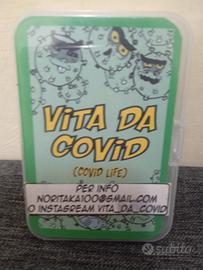 VITA DA
COVID
(COVID LIFE)
PER INFO
NORITAKA100@GMAIL.COM
O INSTAGREAM VITA_DA_COVID
subito